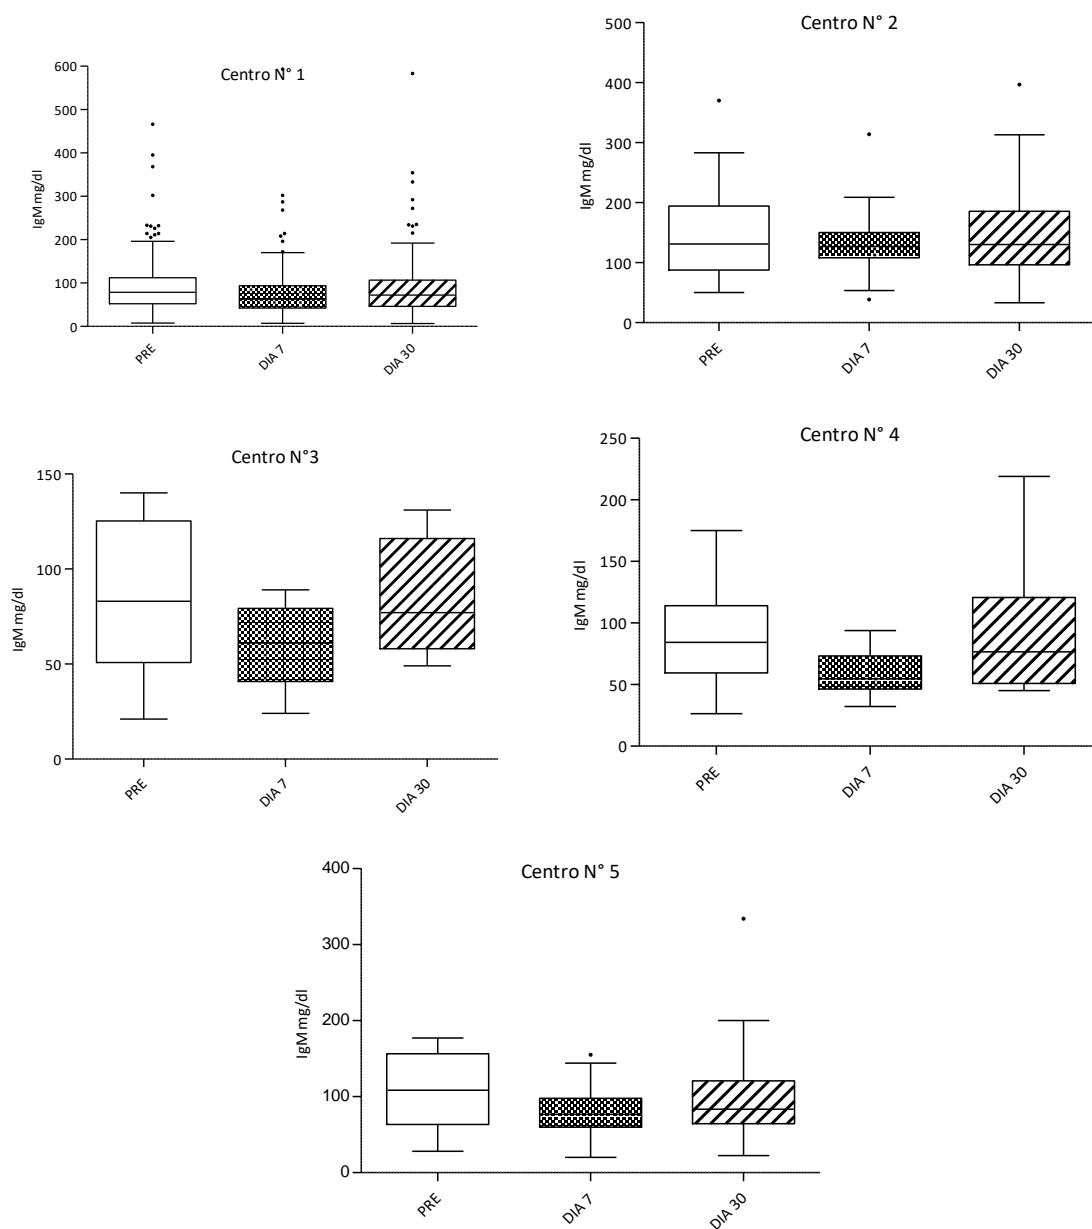 Centro N° 1
IgM mg/dl
600
500
400
300
200
100
0
PRE
DIA 7
DIA 30
Centro N° 2
IgM mg/dl
500
400
300
200
100
0
PRE
DIA 7
DIA 30
Centro N°3
IgM mg/dl
150
100
50
0
PRE
DIA 7
DIA 30
Centro N° 4
IgM mg/dl
250
200
150
100
50
0
PRE
DIA 7
DIA 30
Centro N° 5
IgM mg/dl
400
300
200
100
0
PRE
DIA 7
DIA 30